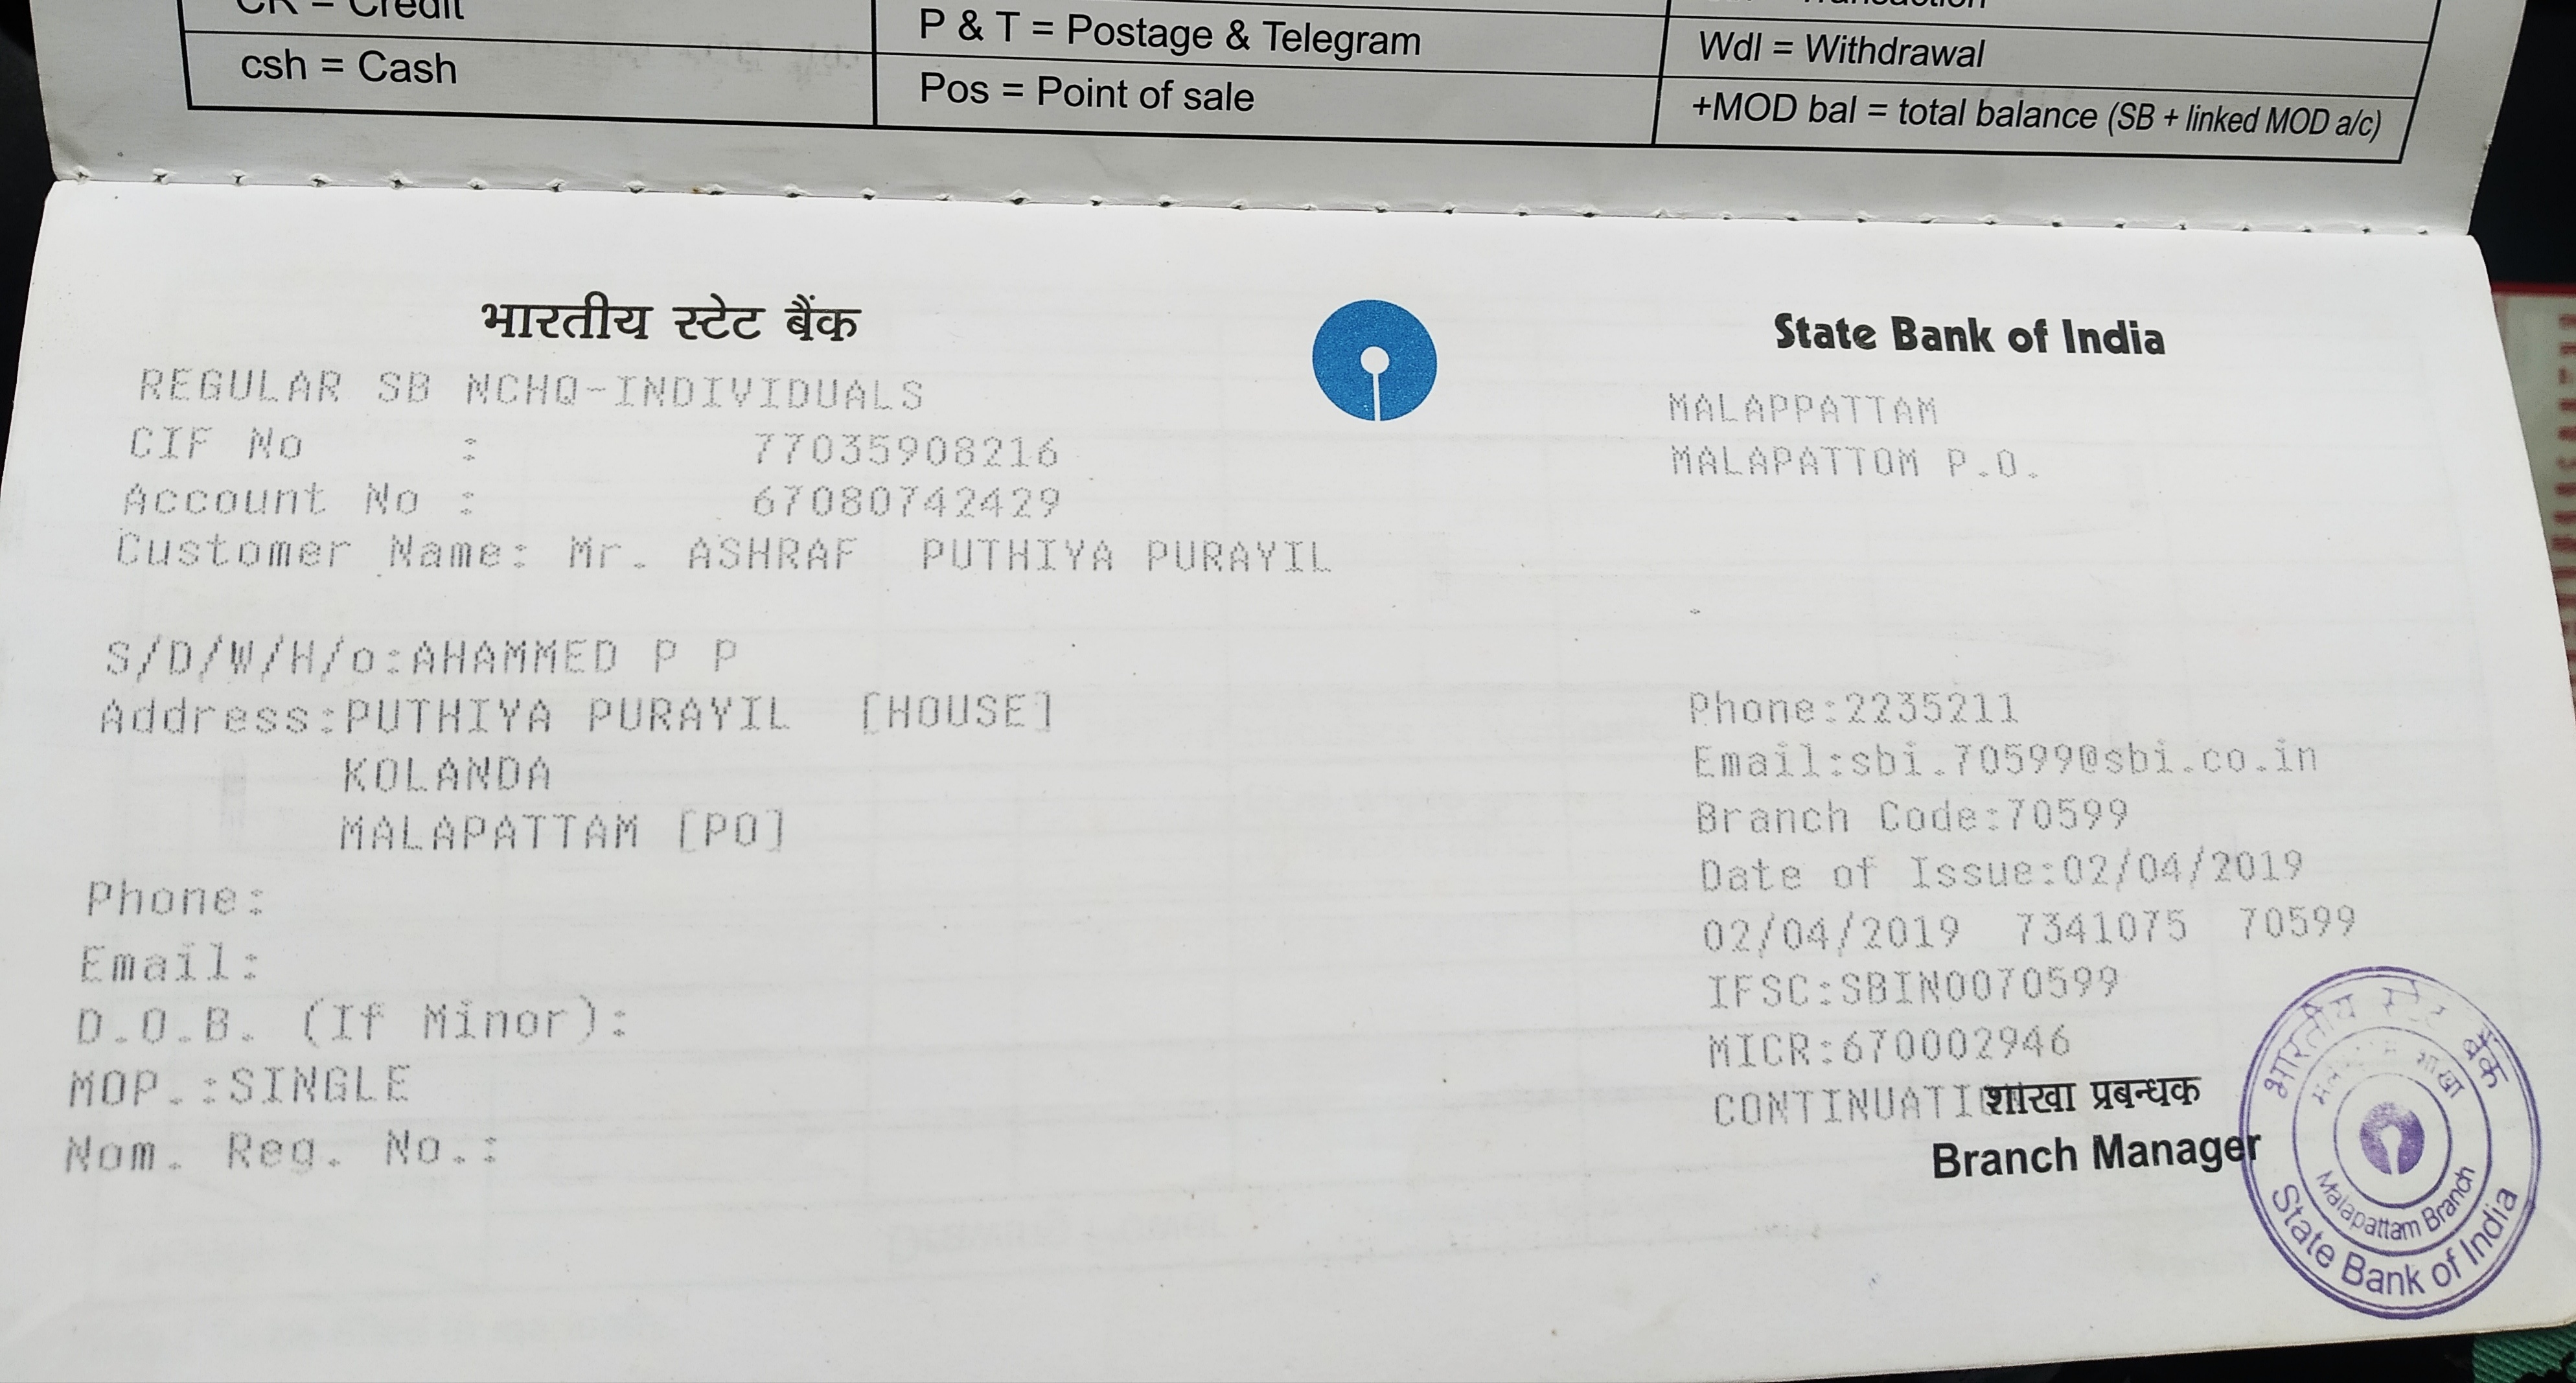 CR = Credit
csh = Cash
P & T = Postage & Telegram
Pos = Point of sale
Transaction
Wdl = Withdrawal
+MOD bal = total balance (SB + linked MOD a/c)
भारतीय स्टेट बैंक
State Bank of India
REGULAR SB NCHQ-INDIVIDUALS
CIF No : 77035908216
Account No : 67080742429
Customer Name: Mr. ASHRAF PUTHIYA PURAYIL
S/D/W/H/o:AHAMMED P P
Address:PUTHIYA PURAYIL [HOUSE]
KOLANDA
MALAPATTAM [PO]
Phone:
Email:
D.O.B. (If Minor):
MOP.:SINGLE
Nom. Reg. No.:
MALAPPATTAM
MALAPATTOM P.O.
Phone:2235211
Email:sbi.70599@sbi.co.in
Branch Code:70599
Date of Issue:02/04/2019
02/04/2019 7341075 70599
IFSC:SBIN0070599
MICR:670002946
CONTINUATION
शाखा प्रबन्धक
Branch Manager
भारतीय स्टेट बैंक
शाखा
Malapattam Branch
State Bank of India